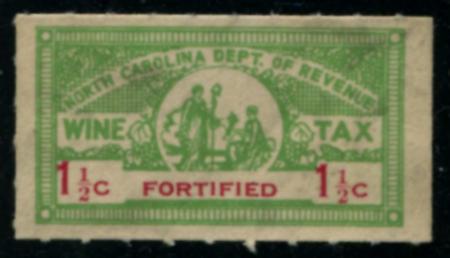 NORTH CAROLINA DEPT. OF REVENUE
WINE TAX
1½c FORTIFIED 1½c